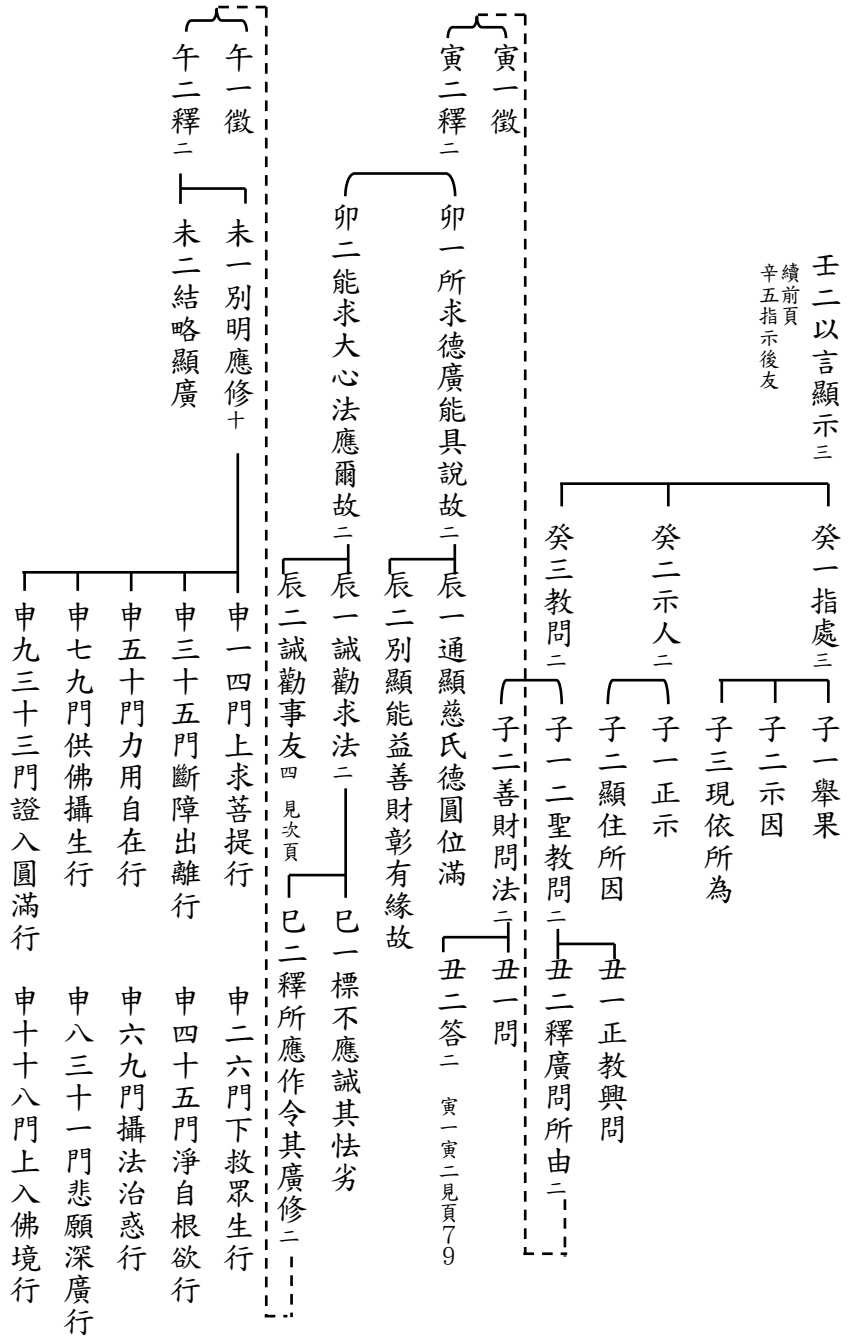 壬二以言顯示三
續前頁
辛五指示後友
癸一指處三
癸二示人二
癸三教問二
子一舉果
子二示因
子三現依所為
子一正示
子二顯住所因
子一二聖教問二
子二善財問法二
丑一正教興問
丑二釋廣問所由二
丑一問
丑二答二 寅一寅二見頁79
寅一徵
寅二釋二
卯一所求德廣能具說故二
卯二能求大心法應爾故二
辰一通顯慈氏德圓位滿
辰二別顯能益善財彰有緣故
辰一誡勸求法二
辰二誡勸事友四 見次頁
巳一標不應誡其怯劣
巳二釋所應作令其廣修二
午一徵
午二釋二
未一別明應修十
未二結略顯廣
申一四門上求菩提行
申二六門下救眾生行
申三十五門斷障出離行
申四十五門淨自根欲行
申五十門力用自在行
申六九門攝法治惑行
申七九門供佛攝生行
申八三十一門悲願深廣行
申九三十三門證入圓滿行
申十十八門上入佛境行